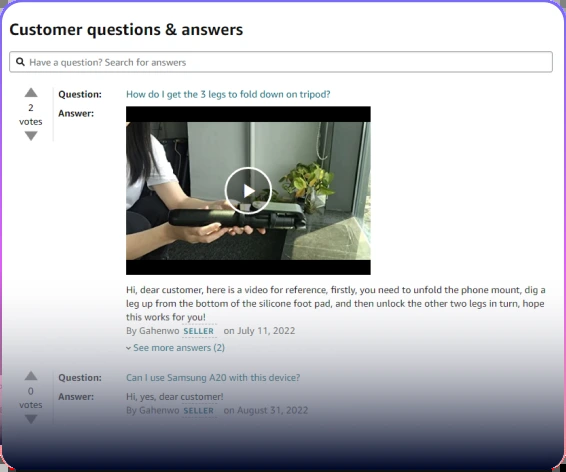 Customer questions & answers
Have a question? Search for answers
2
votes
Question: How do I get the 3 legs to fold down on tripod?
Answer:
Hi, dear customer, here is a video for reference, firstly, you need to unfold the phone mount, dig a
leg up from the bottom of the silicone foot pad, and then unlock the other two legs in turn, hope
this works for you!
By Gahenwo SELLER on July 11, 2022
See more answers (2)
0
votes
Question: Can I use Samsung A20 with this device?
Answer: Hi, yes, dear customer!
By Gahenwo SELLER on August 31, 2022